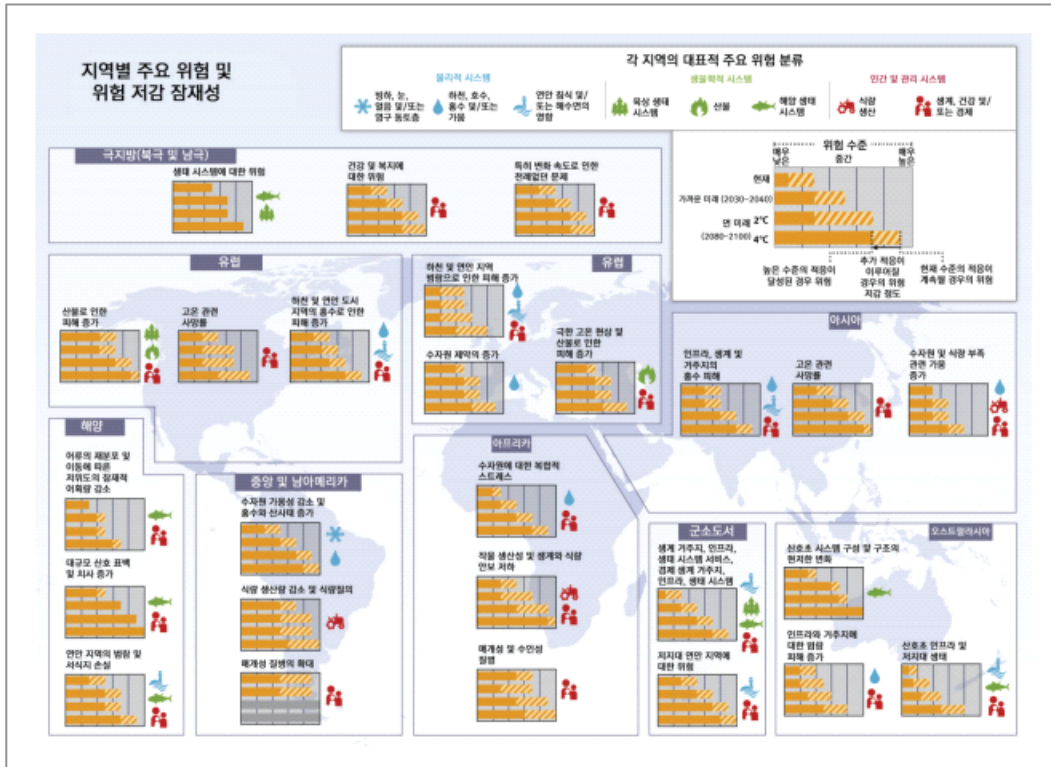 지역별 주요 위험 및
위험 저감 잠재성
각 지역의 대표적 주요 위험 분류
물리적 시스템
생물학적 시스템
인간 및 관리 시스템
빙하, 눈,
얼음 및/또는
영구 동토층
하천, 호수,
홍수 및/또는
가뭄
연안 침식 및/
또는 해수면의
영향
육상 생태
시스템
산불
해양 생태
시스템
식량
생산
생계, 건강 및/
또는 경제
위험 수준
매우
낮은
중간
매우
높은
현재
가까운 미래 (2030-2040)
먼 미래
(2080-2100)
2°C
4°C
높은 수준의 적응이
달성된 경우 위험
추가 적응이
이루어질
경우의 위험
저감 정도
현재 수준의 적응이
계속될 경우의 위험
극지방(북극 및 남극)
생태 시스템에 대한 위험
건강 및 복지에
대한 위험
특히 변화 속도로 인한
전례없던 문제
유럽
산불로 인한
피해 증가
고온 관련
사망률
하천 및 연안 도시
지역의 홍수로 인한
피해 증가
유럽
하천 및 연안 지역
범람으로 인한 피해 증가
수자원 제약의 증가
극한 고온 현상 및
산불로 인한
피해 증가
아시아
인프라, 생계 및
거주지의
홍수 피해
고온 관련
사망률
수자원 및 식량 부족
관련 가뭄
증가
해양
어류의 재분포 및
이동에 따른
저위도의 잠재적
어획량 감소
대규모 산호 표백
및 치사 증가
연안 지역의 범람 및
서식지 손실
중앙 및 남아메리카
수자원 가용성 감소 및
홍수와 산사태 증가
식량 생산량 감소 및 식량질의
매개성 질병의 확대
아프리카
수자원에 대한 복합적
스트레스
작물 생산성 및 생계와 식량
안보 저하
매개성 및 수인성
질병
군소도서
생계 거주지, 인프라,
생태 시스템 서비스,
경제 생계 거주지,
인프라, 생태 시스템
저지대 연안 지역에
대한 위험
오스트랄라시아
산호초 시스템 구성 및 구조의
현저한 변화
인프라와 거주지에
대한 범람
피해 증가
산호초 인프라 및
저지대 생태